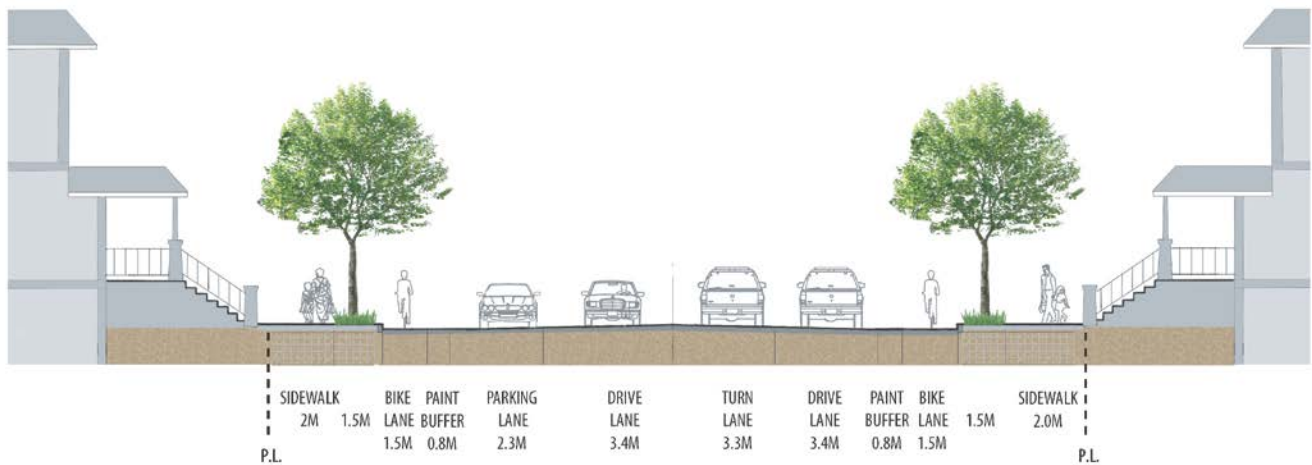 SIDEWALK
2M
1.5M
BIKE
LANE
1.5M
PAINT
BUFFER
0.8M
PARKING
LANE
2.3M
DRIVE
LANE
3.4M
TURN
LANE
3.3M
DRIVE
LANE
3.4M
PAINT
BUFFER
0.8M
BIKE
LANE
1.5M
1.5M
SIDEWALK
2.0M
P.L.
P.L.